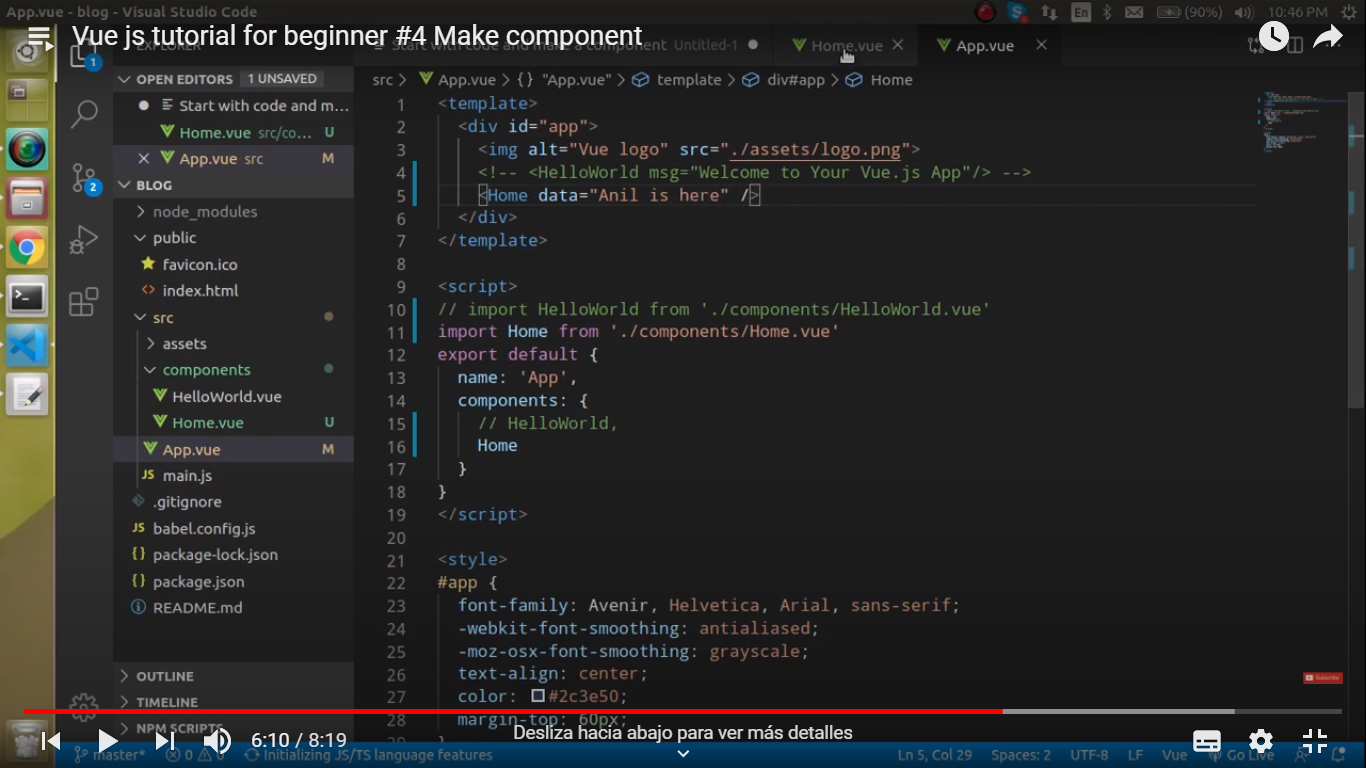 App.vue - blog - Visual Studio Code
En
(90%)
10:46 PM
Vue js tutorial for beginner #4 Make component
EXPLORER
Start with code and make a component Untitled-1
Home.vue
App.vue
1
OPEN EDITORS 1 UNSAVED
src > App.vue > {} "App.vue" > template > div#app > Home
Start with code and m...
Home.vue src/co... U
App.vue src M
2
BLOG
node_modules
public
favicon.ico
index.html
src
assets
components
HelloWorld.vue
Home.vue U
App.vue M
JS main.js
.gitignore
JS babel.config.js
{} package-lock.json
{} package.json
README.md
OUTLINE
TIMELINE
NPM SCRIPTS
1 <template>
2 <div id="app">
3 <img alt="Vue logo" src="./assets/logo.png">
4 <!-- <HelloWorld msg="Welcome to Your Vue.js App"/> -->
5 <Home data="Anil is here" />
6 </div>
7 </template>
8
9 <script>
10 // import HelloWorld from './components/HelloWorld.vue'
11 import Home from './components/Home.vue'
12 export default {
13 name: 'App',
14 components: {
15 // HelloWorld,
16 Home
17 }
18 }
19 </script>
20
21 <style>
22 #app {
23 font-family: Avenir, Helvetica, Arial, sans-serif;
24 -webkit-font-smoothing: antialiased;
25 -moz-osx-font-smoothing: grayscale;
26 text-align: center;
27 color: #2c3e50;
28 margin-top: 60px;
Subscribe
6:10 / 8:19
Desliza hacia abajo para ver más detalles
master*
0 0
Initializing JS/TS language features
Ln 5, Col 29
Spaces: 2
UTF-8
LF
Vue
Go Live